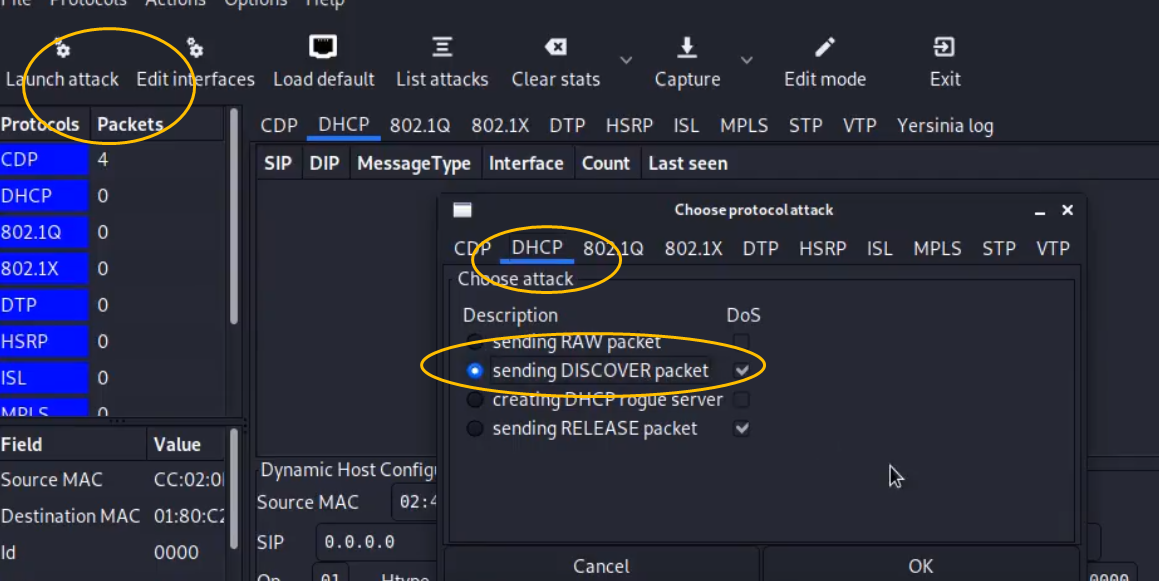 File Protocols Actions Options Help
Launch attack Edit interfaces Load default List attacks Clear stats Capture Edit mode Exit
Protocols Packets
CDP 4
DHCP 0
802.1Q 0
802.1X 0
DTP 0
HSRP 0
ISL 0
MPLS 0
Field Value
Source MAC CC:02:0
Destination MAC 01:80:C2
Id 0000
CDP DHCP 802.1Q 802.1X DTP HSRP ISL MPLS STP VTP Yersinia log
SIP DIP MessageType Interface Count Last seen
Choose protocol attack
CDP DHCP 802.1Q 802.1X DTP HSRP ISL MPLS STP VTP
Choose attack
Description DoS
sending RAW packet
sending DISCOVER packet
creating DHCP rogue server
sending RELEASE packet
Cancel OK
Dynamic Host Configu
Source MAC 02:4
SIP 0.0.0.0
Op 01 Htype 0000